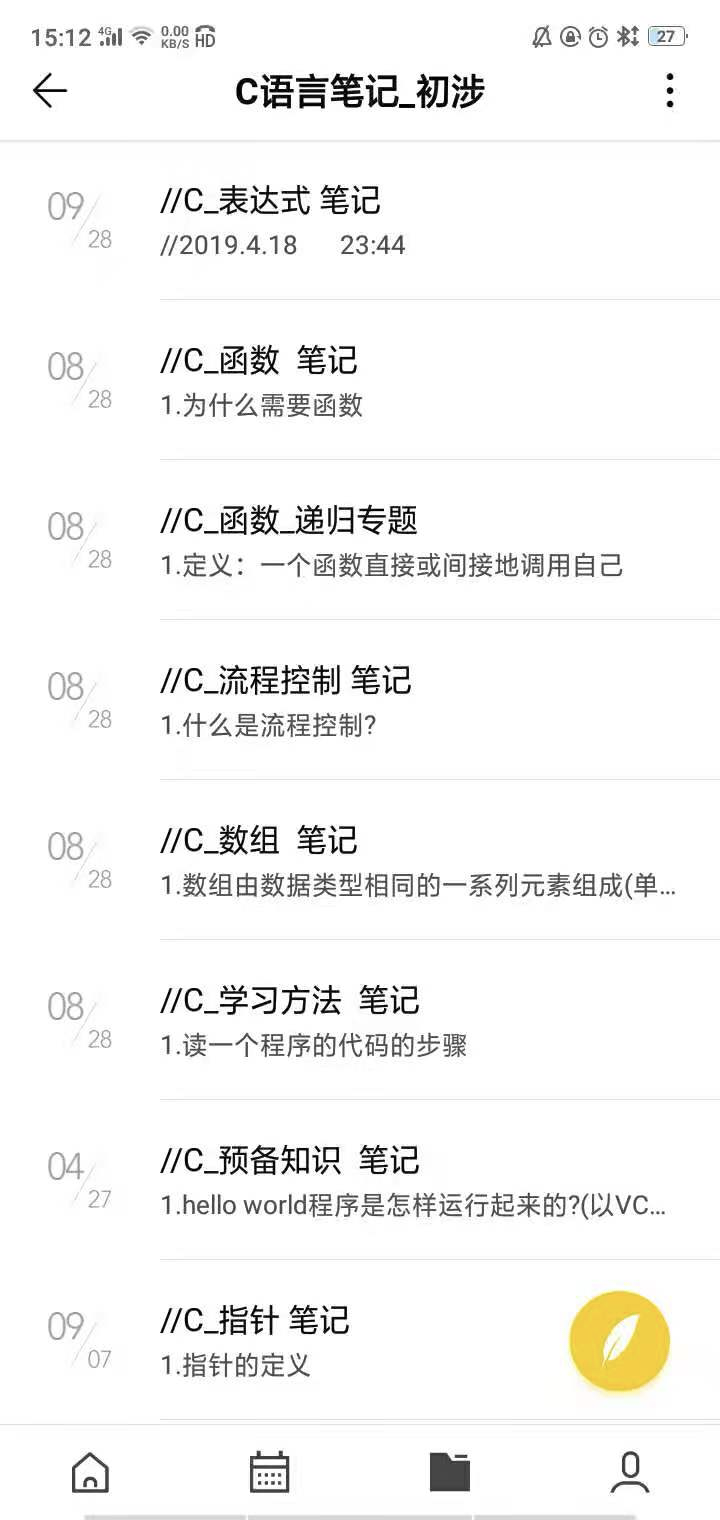 15:12 4G 0.00 KB/S HD 27
C语言笔记_初涉
09/28
//C_表达式 笔记
//2019.4.18 23:44
08/28
//C_函数 笔记
1.为什么需要函数
08/28
//C_函数_递归专题
1.定义：一个函数直接或间接地调用自己
08/28
//C_流程控制 笔记
1.什么是流程控制?
08/28
//C_数组 笔记
1.数组由数据类型相同的一系列元素组成(单...
08/28
//C_学习方法 笔记
1.读一个程序的代码的步骤
04/27
//C_预备知识 笔记
1.hello world程序是怎样运行起来的?(以VC...
09/07
//C_指针 笔记
1.指针的定义